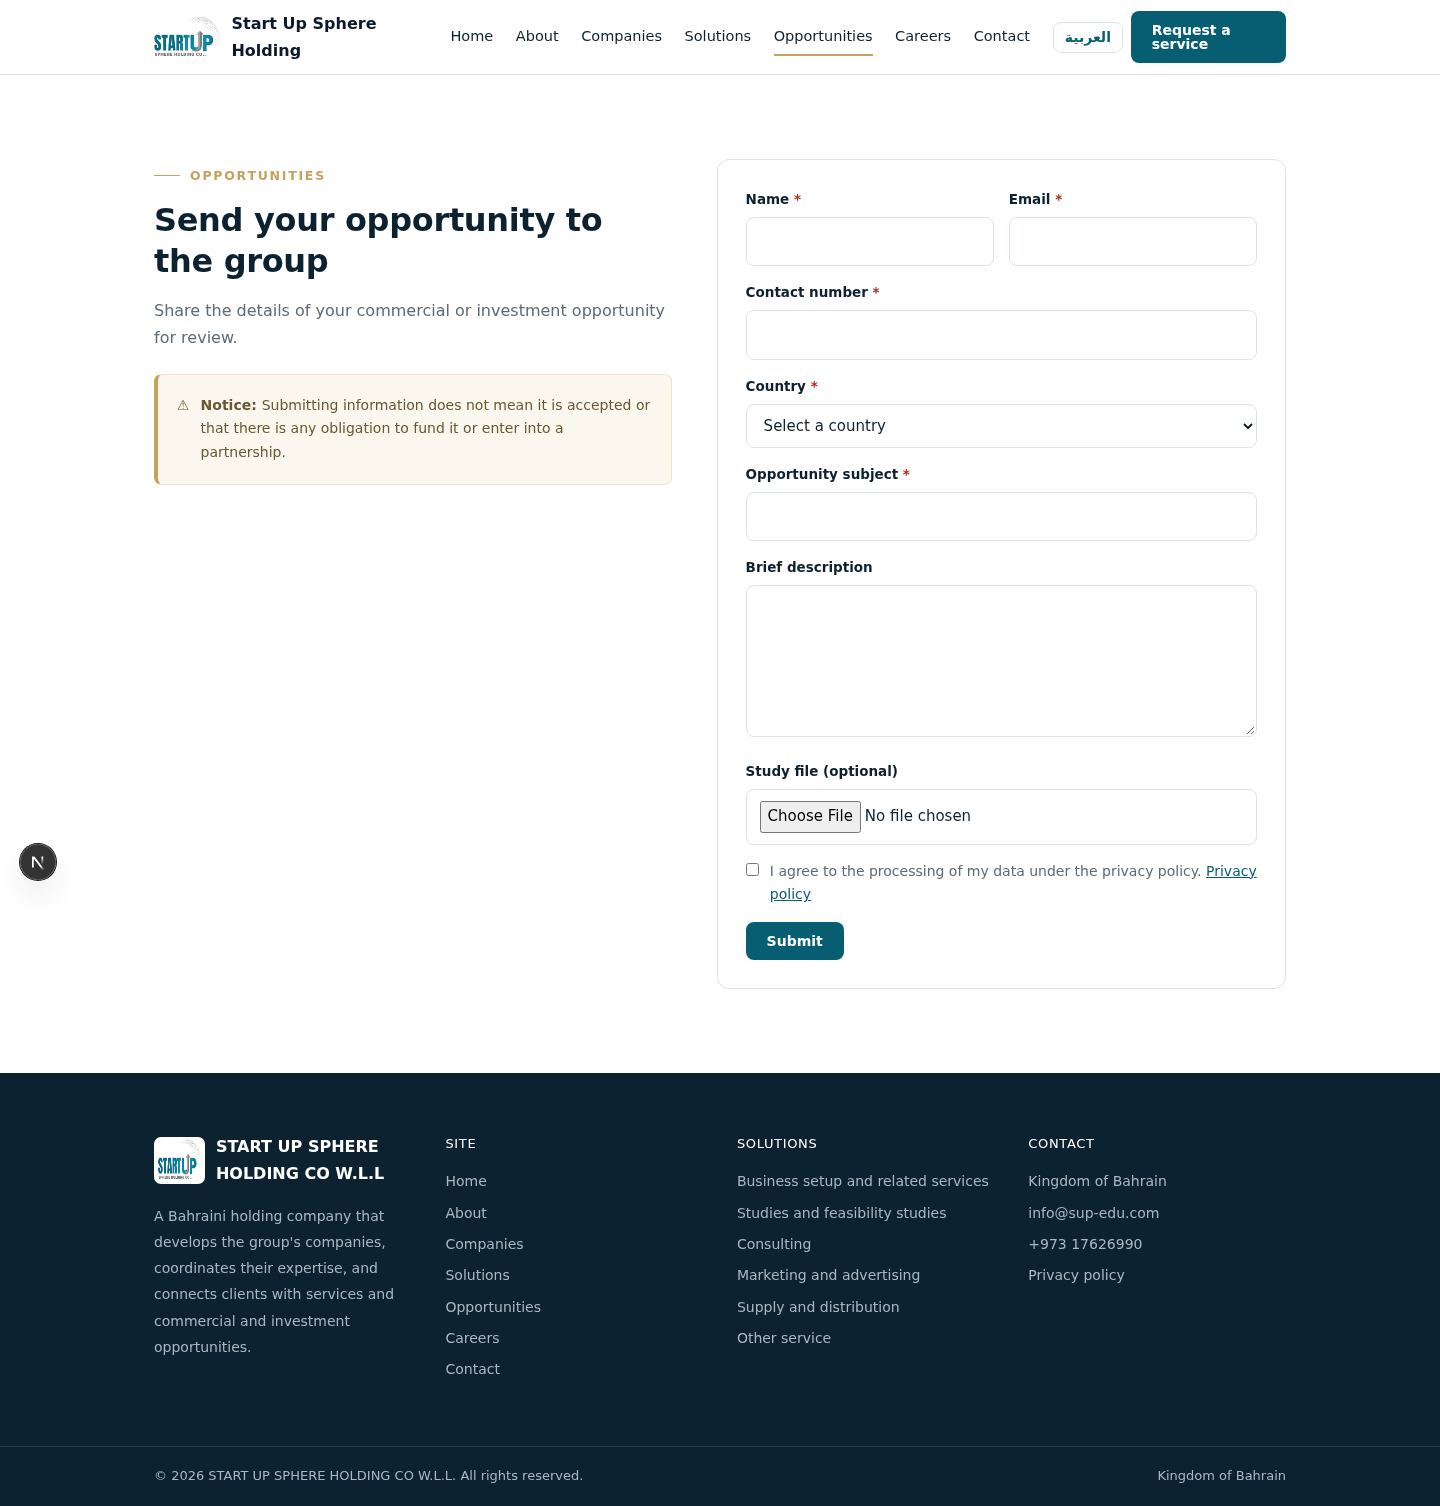 STARTUP
SPHERE HOLDING CO...
Start Up Sphere
Holding
Home
About
Companies
Solutions
Opportunities
Careers
Contact
العربية
Request a
service
OPPORTUNITIES
Send your opportunity to
the group
Share the details of your commercial or investment opportunity
for review.
⚠ Notice: Submitting information does not mean it is accepted or
that there is any obligation to fund it or enter into a
partnership.
Name *
Email *
Contact number *
Country *
Select a country
Opportunity subject *
Brief description
Study file (optional)
Choose File No file chosen
I agree to the processing of my data under the privacy policy. Privacy
policy
Submit
N
STARTUP
START UP SPHERE
HOLDING CO W.L.L
A Bahraini holding company that
develops the group's companies,
coordinates their expertise, and
connects clients with services and
commercial and investment
opportunities.
SITE
Home
About
Companies
Solutions
Opportunities
Careers
Contact
SOLUTIONS
Business setup and related services
Studies and feasibility studies
Consulting
Marketing and advertising
Supply and distribution
Other service
CONTACT
Kingdom of Bahrain
info@sup-edu.com
+973 17626990
Privacy policy
© 2026 START UP SPHERE HOLDING CO W.L.L. All rights reserved.
Kingdom of Bahrain